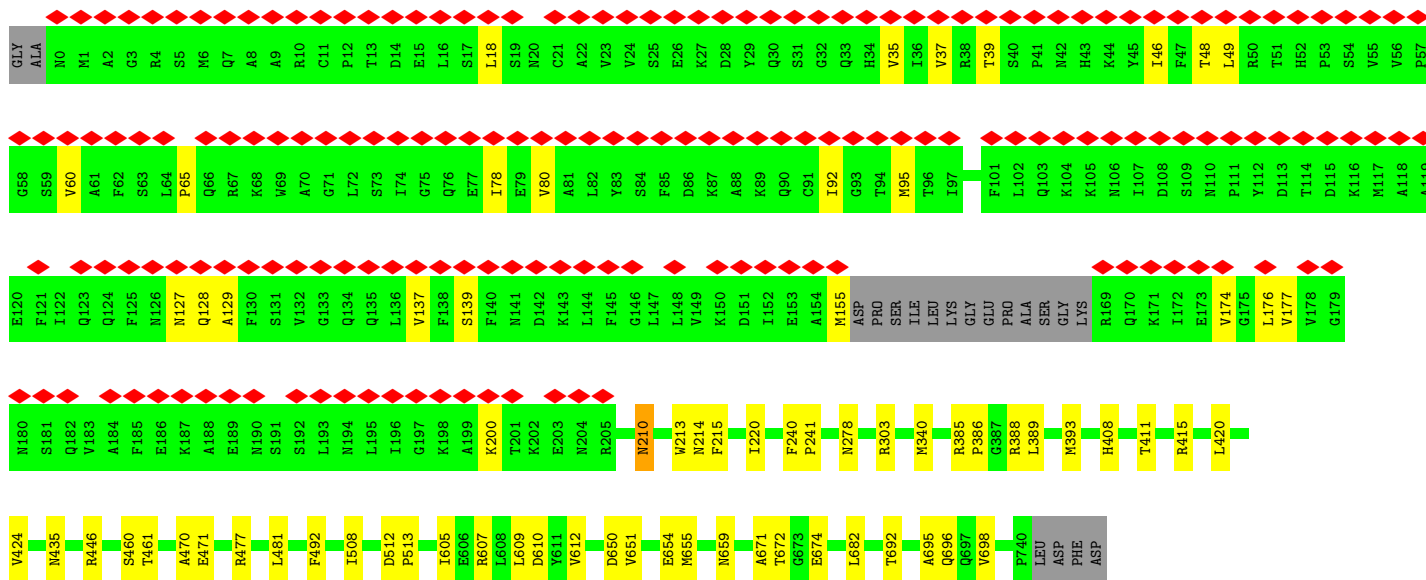 GLY ALA N0 M1 A2 G3 R4 S5 M6 Q7 A8 A9 R10 C11 P12 T13 D14 E15 L16 S17 L18 S19 N20 C21 A22 V23 V24 S25 E26 K27 D28 Y29 Q30 S31 G32 Q33 H34 V35 I36 V37 R38 T39 S40 P41 N42 H43 K44 Y45 I46 F47 T48 L49 R50 T51 H52 P53 S54 V55 V56 P57
G58 S59 V60 A61 F62 S63 L64 P65 Q66 R67 K68 W69 A70 G71 L72 S73 I74 G75 Q76 E77 I78 E79 V80 A81 L82 Y83 S84 F85 D86 K87 A88 K89 Q90 C91 I92 G93 T94 M95 T96 I97 F101 L102 Q103 K104 K105 N106 I107 D108 S109 N110 P111 Y112 D113 T114 D115 K116 M117 A118 A119
E120 F121 I122 Q123 Q124 F125 N126 N127 Q128 A129 F130 S131 V132 G133 Q134 Q135 L136 V137 F138 S139 F140 N141 D142 K143 L144 F145 G146 L147 L148 V149 K150 D151 I152 E153 A154 M155 ASP PRO SER ILE LEU LYS GLY GLU PRO ALA SER GLY LYS R169 Q170 K171 I172 E173 V174 G175 L176 V177 V178 G179
N180 S181 Q182 V183 A184 F185 E186 K187 A188 E189 N190 S191 S192 L193 N194 L195 I196 G197 K198 A199 K200 T201 K202 E203 N204 R205 N210 W213 N214 F215 I220 F240 P241 N278 R303 M340 R385 P386 G387 R388 L389 M393 H408 T411 R415 L420
V424 N435 R446 S460 T461 A470 E471 R477 L481 F492 I508 D512 P513 I605 E606 R607 L608 L609 D610 Y611 V612 D650 V651 E654 M655 N659 A671 T672 G673 E674 L682 T692 A695 Q696 Q697 V698 P740 LEU ASP PHE ASP